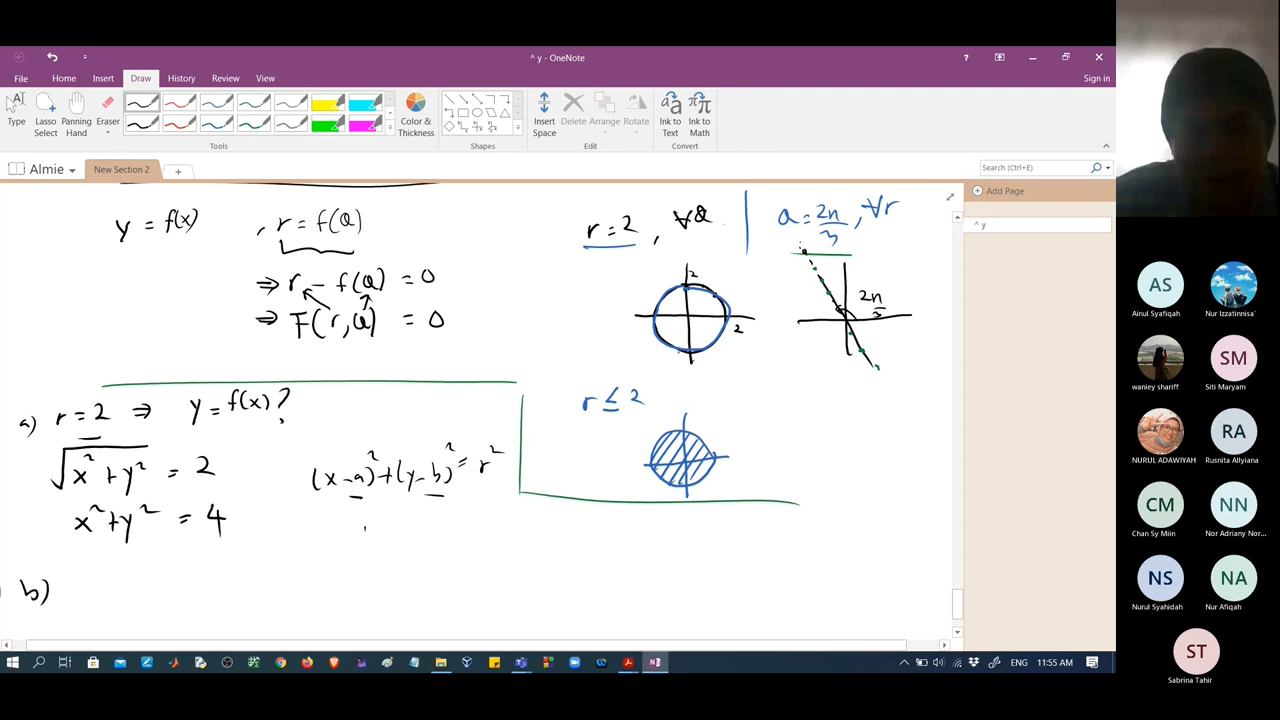 ^ y - OneNote
File Home Insert Draw History Review View
Sign in
Type
Lasso Select
Panning Hand
Eraser
Color & Thickness
Insert Space
Delete
Arrange
Rotate
Ink to Text
Ink to Math
Tools
Shapes
Edit
Convert
Almie
New Section 2
+
Search (Ctrl+E)
Add Page
^ y
y = f(x) , r = f(θ)
⇒ r - f(θ) = 0
⇒ F(r, θ) = 0
r = 2 , ∀θ
2
2
θ = 2π/3 , ∀r
2π/3
a) r = 2 ⇒ y = f(x) ?
√x² + y² = 2
x² + y² = 4
(x - a)² + (y - b)² = r²
r ≤ 2
b)
AS
Ainul Syafiqah
Nur Izzatinnisa`
waniey shariff
SM
Siti Maryam
NURUL ADAWIYAH
RA
Rusnita Allyiana
CM
Chan Sy Miin
NN
Nor Adriany Nor...
NS
Nurul Syahidah
NA
Nur Afiqah
ST
Sabrina Tahir
ENG 11:55 AM